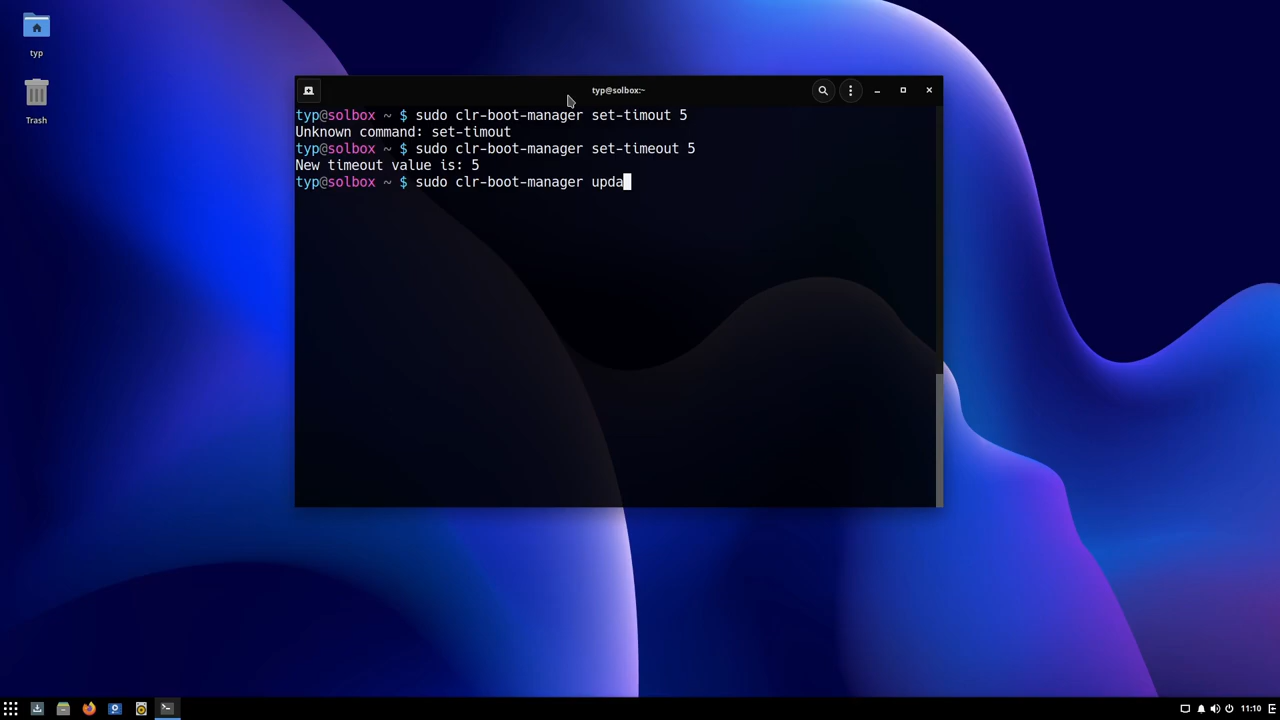 typ
Trash
typ@solbox:~
typ@solbox ~ $ sudo clr-boot-manager set-timout 5
Unknown command: set-timout
typ@solbox ~ $ sudo clr-boot-manager set-timeout 5
New timeout value is: 5
typ@solbox ~ $ sudo clr-boot-manager upda
11:10